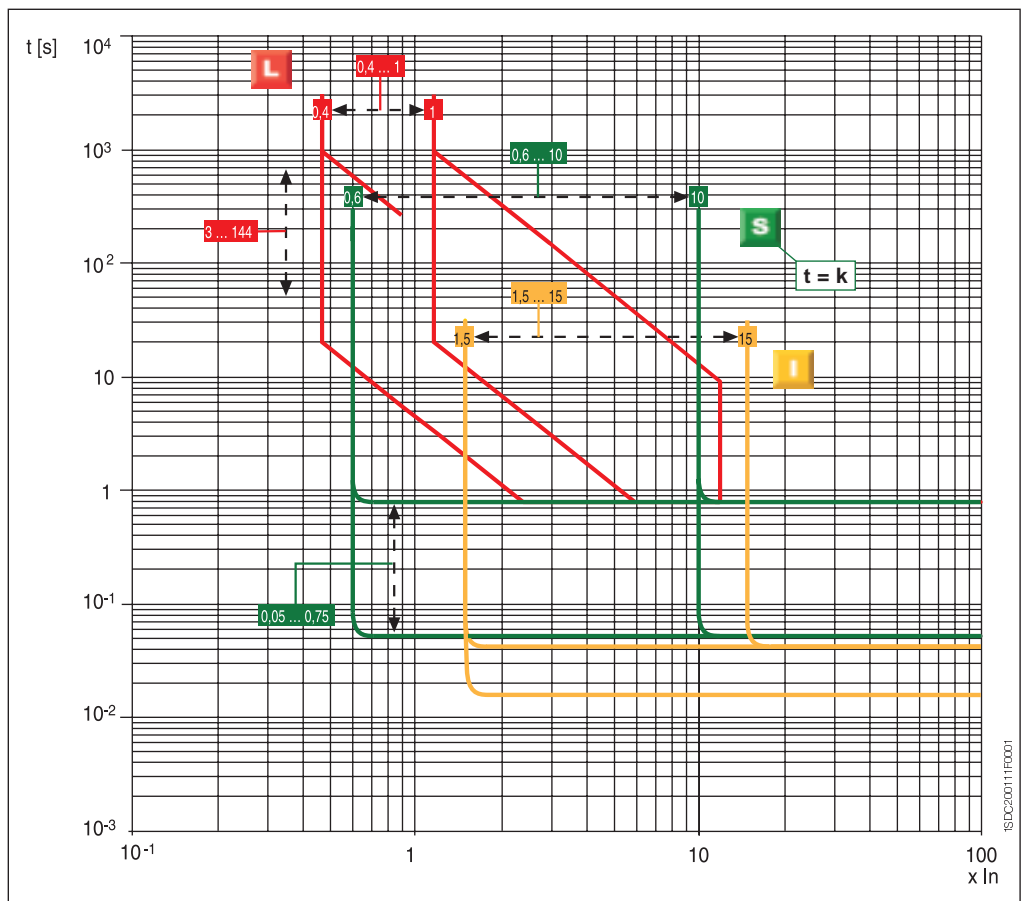 t [s]
10⁴
L
0,4 ... 1
0,4
1
10³
0,6 ... 10
0,6
10
S
3 ... 144
t = k
10²
1,5 ... 15
1,5
15
I
10
1
10⁻¹
0,05 ... 0,75
10⁻²
10⁻³
10⁻¹
1
10
100
x In
1SDC200111F0001